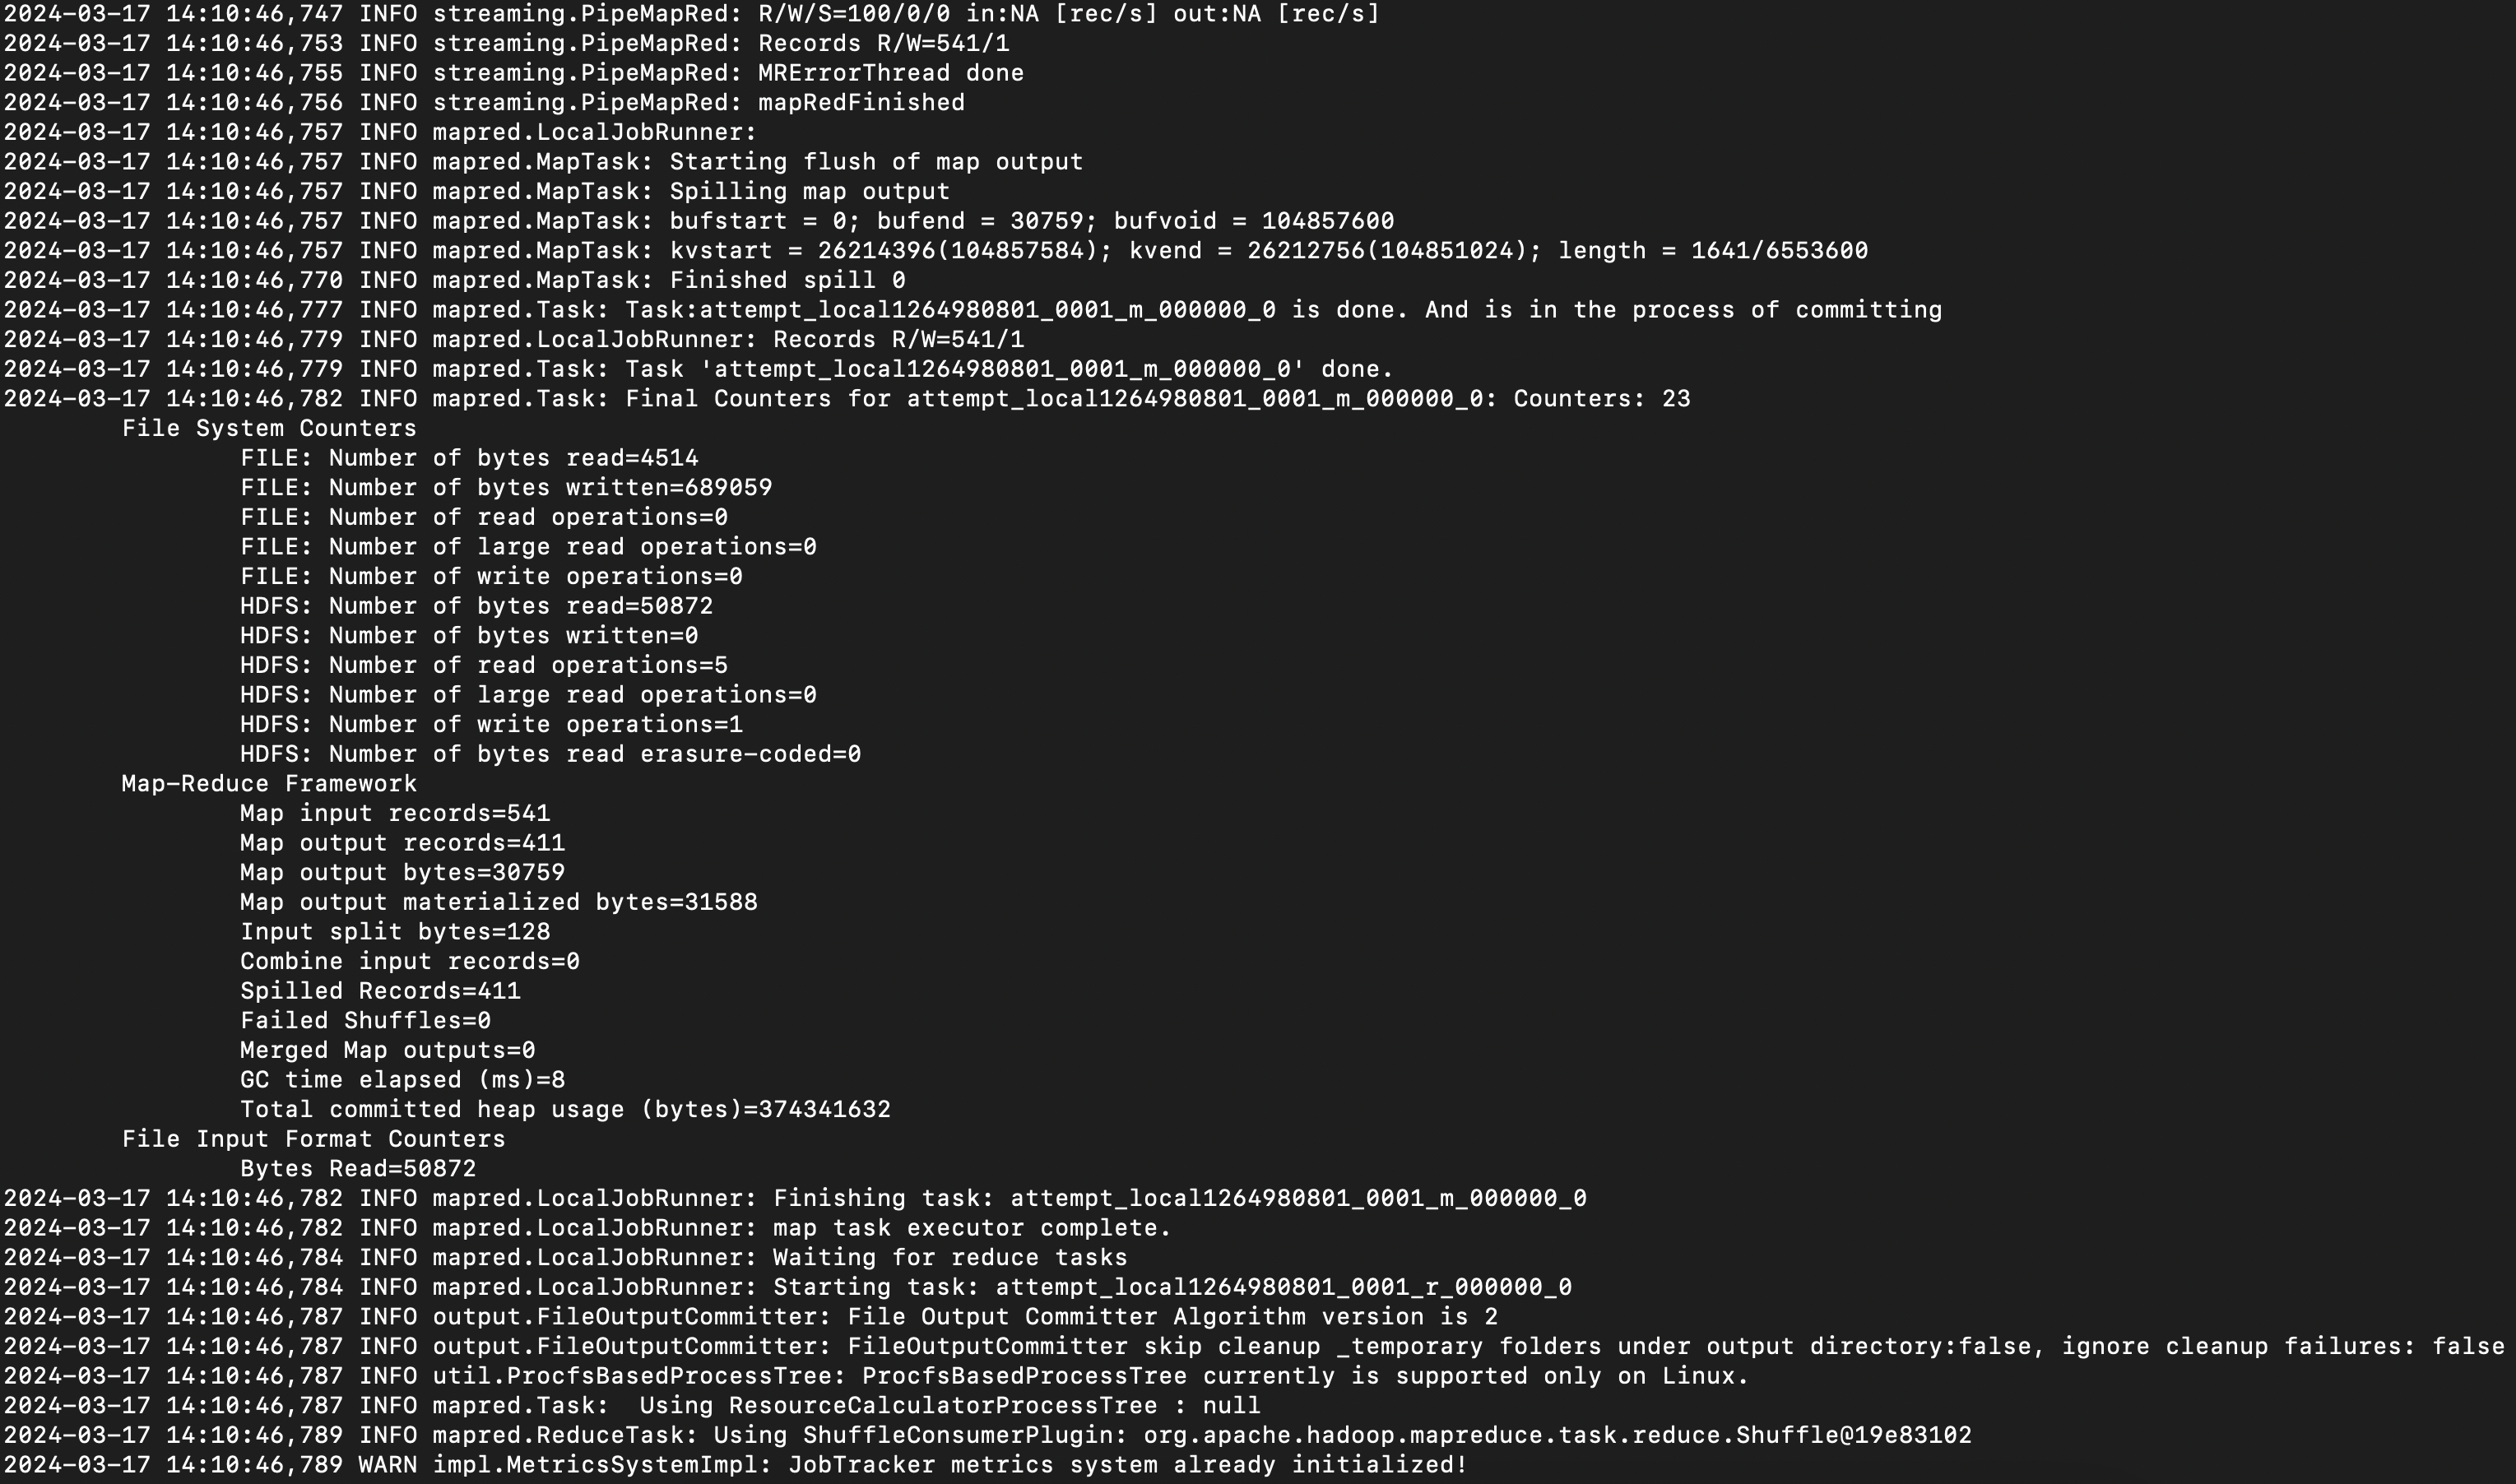 2024-03-17 14:10:46,747 INFO streaming.PipeMapRed: R/W/S=100/0/0 in:NA [rec/s] out:NA [rec/s]
2024-03-17 14:10:46,753 INFO streaming.PipeMapRed: Records R/W=541/1
2024-03-17 14:10:46,755 INFO streaming.PipeMapRed: MRErrorThread done
2024-03-17 14:10:46,756 INFO streaming.PipeMapRed: mapRedFinished
2024-03-17 14:10:46,757 INFO mapred.LocalJobRunner:
2024-03-17 14:10:46,757 INFO mapred.MapTask: Starting flush of map output
2024-03-17 14:10:46,757 INFO mapred.MapTask: Spilling map output
2024-03-17 14:10:46,757 INFO mapred.MapTask: bufstart = 0; bufend = 30759; bufvoid = 104857600
2024-03-17 14:10:46,757 INFO mapred.MapTask: kvstart = 26214396(104857584); kvend = 26212756(104851024); length = 1641/6553600
2024-03-17 14:10:46,770 INFO mapred.MapTask: Finished spill 0
2024-03-17 14:10:46,777 INFO mapred.Task: Task:attempt_local1264980801_0001_m_000000_0 is done. And is in the process of committing
2024-03-17 14:10:46,779 INFO mapred.LocalJobRunner: Records R/W=541/1
2024-03-17 14:10:46,779 INFO mapred.Task: Task 'attempt_local1264980801_0001_m_000000_0' done.
2024-03-17 14:10:46,782 INFO mapred.Task: Final Counters for attempt_local1264980801_0001_m_000000_0: Counters: 23
File System Counters
FILE: Number of bytes read=4514
FILE: Number of bytes written=689059
FILE: Number of read operations=0
FILE: Number of large read operations=0
FILE: Number of write operations=0
HDFS: Number of bytes read=50872
HDFS: Number of bytes written=0
HDFS: Number of read operations=5
HDFS: Number of large read operations=0
HDFS: Number of write operations=1
HDFS: Number of bytes read erasure-coded=0
Map-Reduce Framework
Map input records=541
Map output records=411
Map output bytes=30759
Map output materialized bytes=31588
Input split bytes=128
Combine input records=0
Spilled Records=411
Failed Shuffles=0
Merged Map outputs=0
GC time elapsed (ms)=8
Total committed heap usage (bytes)=374341632
File Input Format Counters
Bytes Read=50872
2024-03-17 14:10:46,782 INFO mapred.LocalJobRunner: Finishing task: attempt_local1264980801_0001_m_000000_0
2024-03-17 14:10:46,782 INFO mapred.LocalJobRunner: map task executor complete.
2024-03-17 14:10:46,784 INFO mapred.LocalJobRunner: Waiting for reduce tasks
2024-03-17 14:10:46,784 INFO mapred.LocalJobRunner: Starting task: attempt_local1264980801_0001_r_000000_0
2024-03-17 14:10:46,787 INFO output.FileOutputCommitter: File Output Committer Algorithm version is 2
2024-03-17 14:10:46,787 INFO output.FileOutputCommitter: FileOutputCommitter skip cleanup _temporary folders under output directory:false, ignore cleanup failures: false
2024-03-17 14:10:46,787 INFO util.ProcfsBasedProcessTree: ProcfsBasedProcessTree currently is supported only on Linux.
2024-03-17 14:10:46,787 INFO mapred.Task:  Using ResourceCalculatorProcessTree : null
2024-03-17 14:10:46,789 INFO mapred.ReduceTask: Using ShuffleConsumerPlugin: org.apache.hadoop.mapreduce.task.reduce.Shuffle@19e83102
2024-03-17 14:10:46,789 WARN impl.MetricsSystemImpl: JobTracker metrics system already initialized!